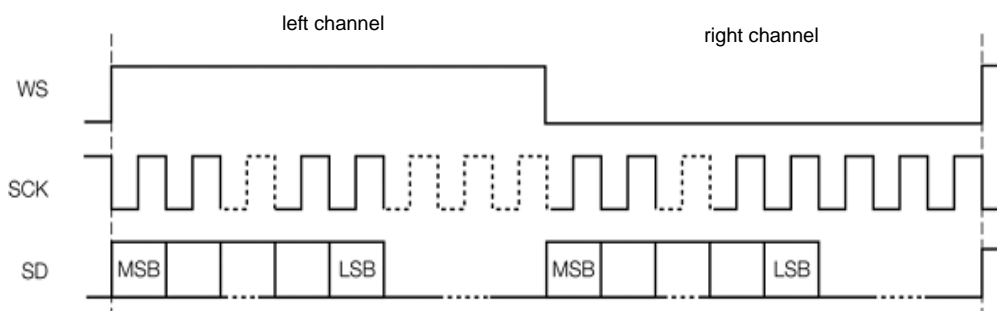 left channel
right channel
WS
SCK
SD
MSB
LSB
MSB
LSB